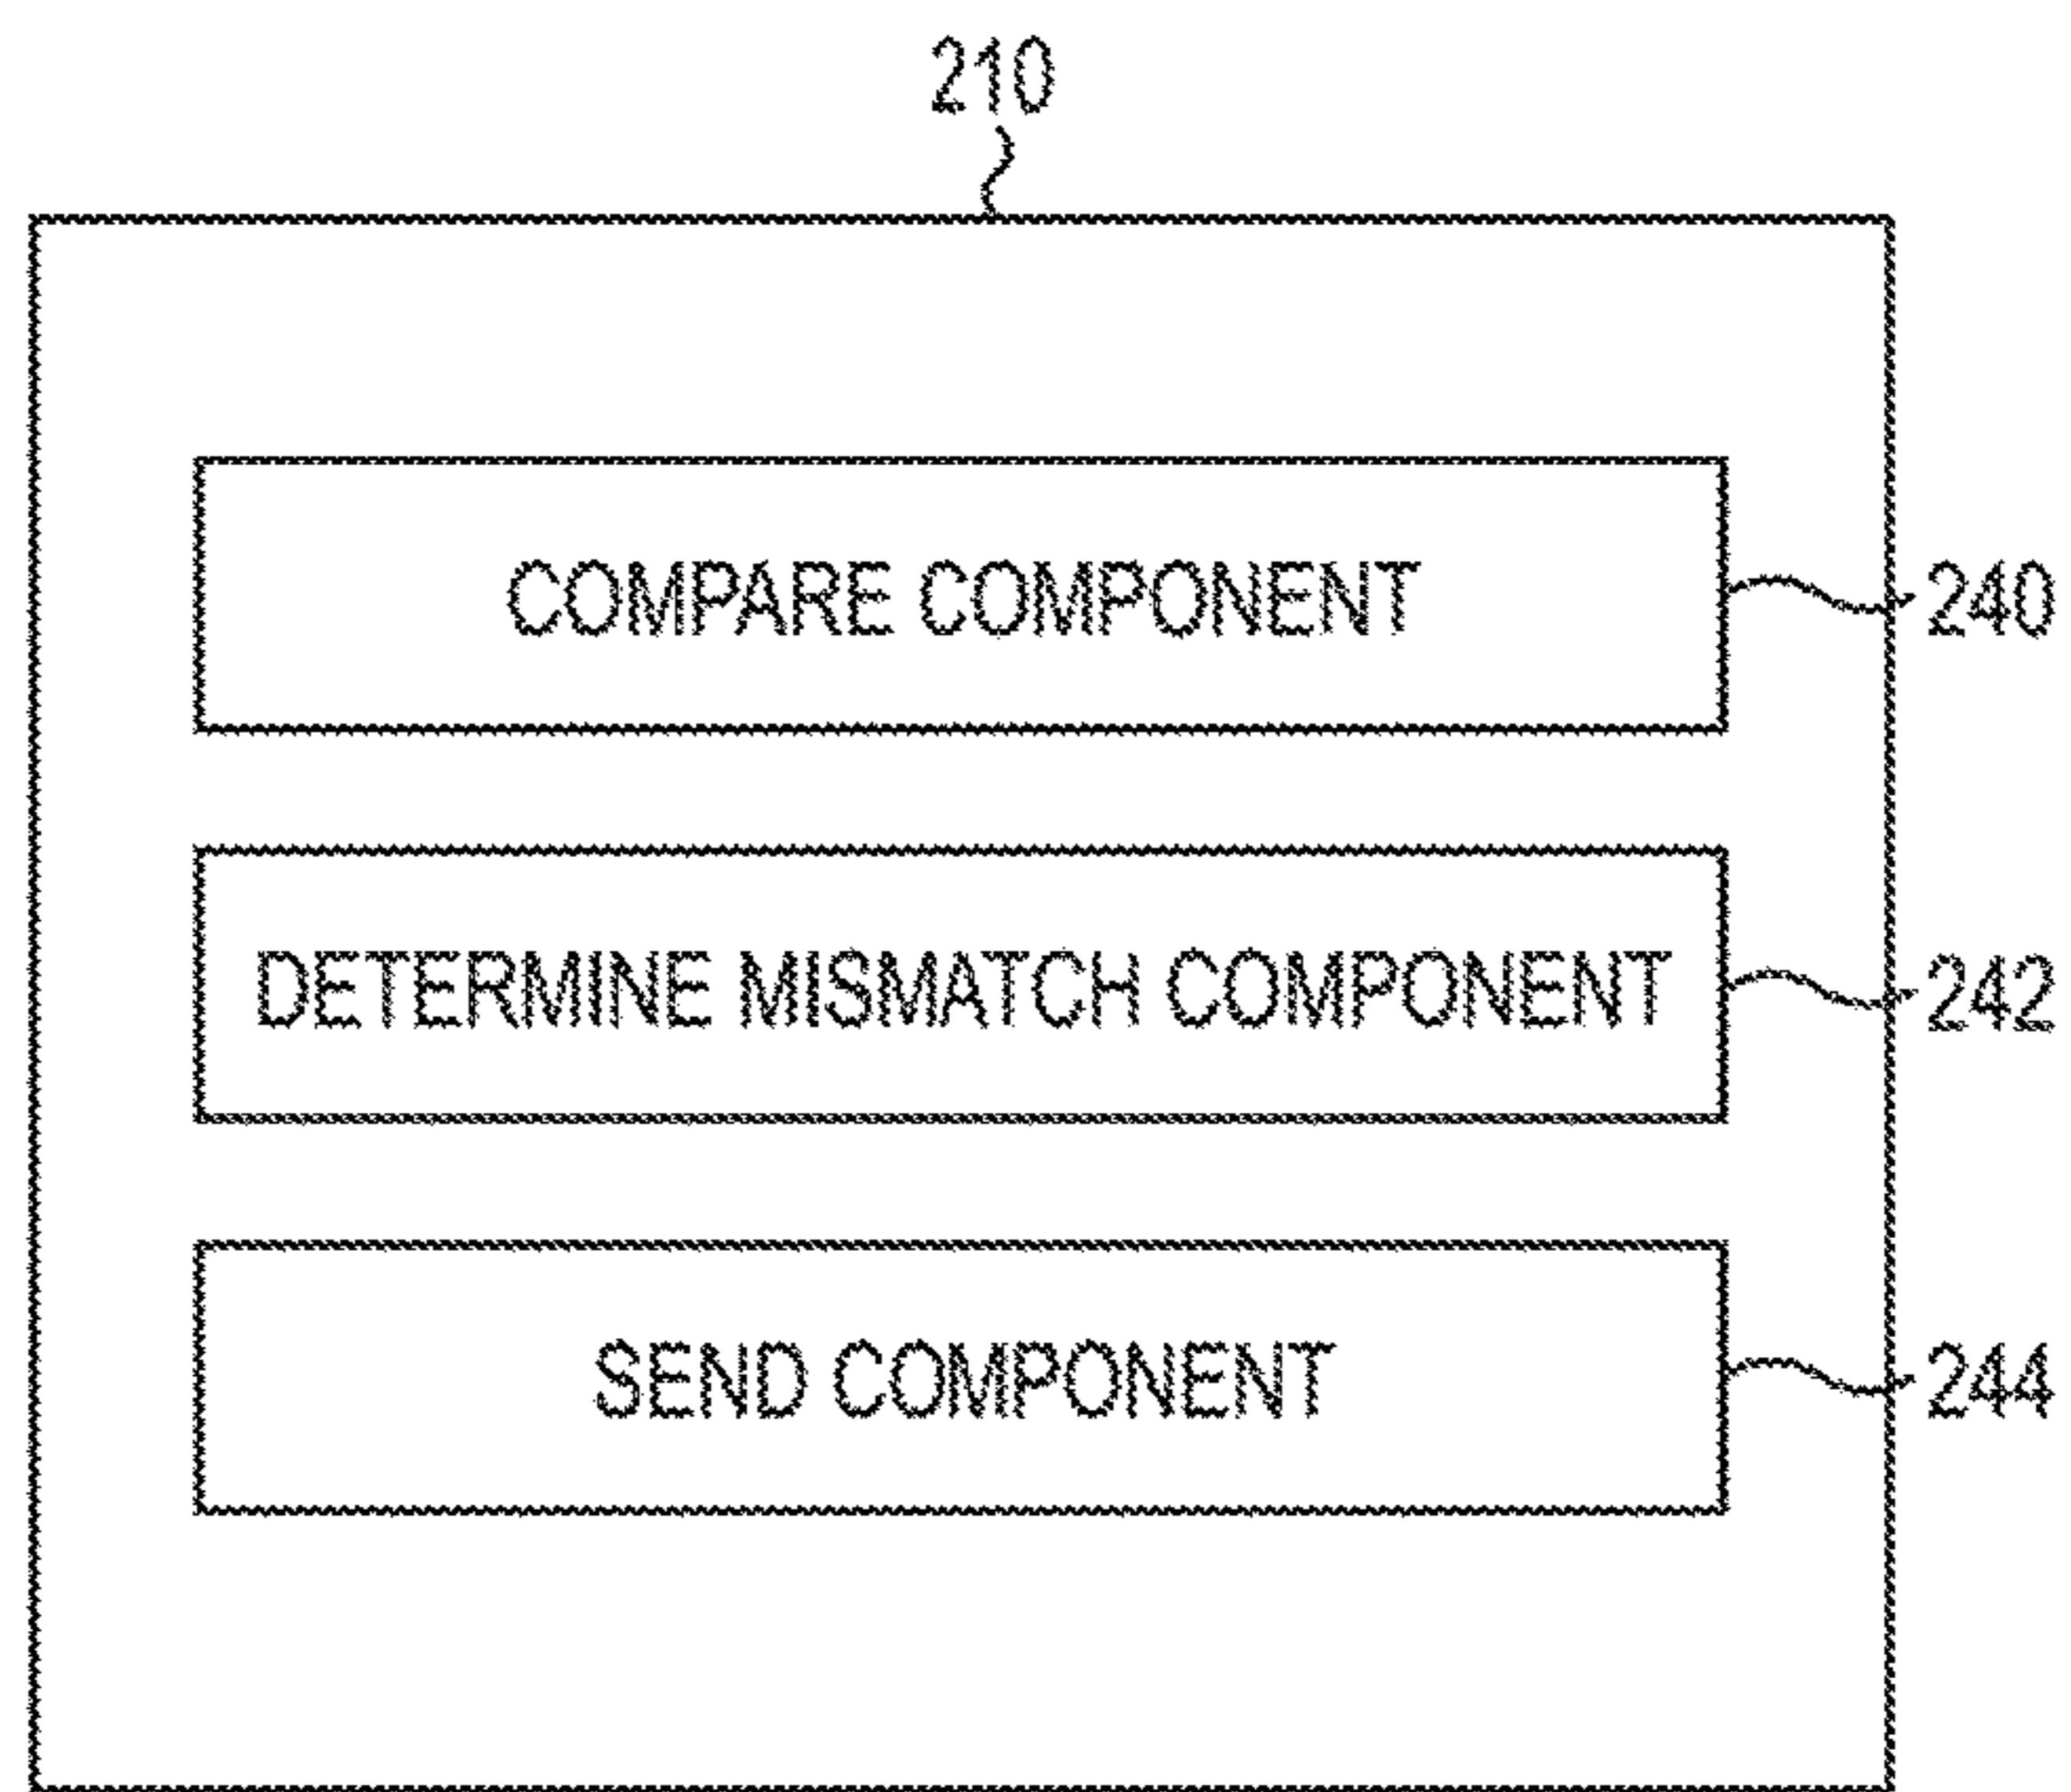 210
COMPARE COMPONENT 240
DETERMINE MISMATCH COMPONENT 242
SEND COMPONENT 244